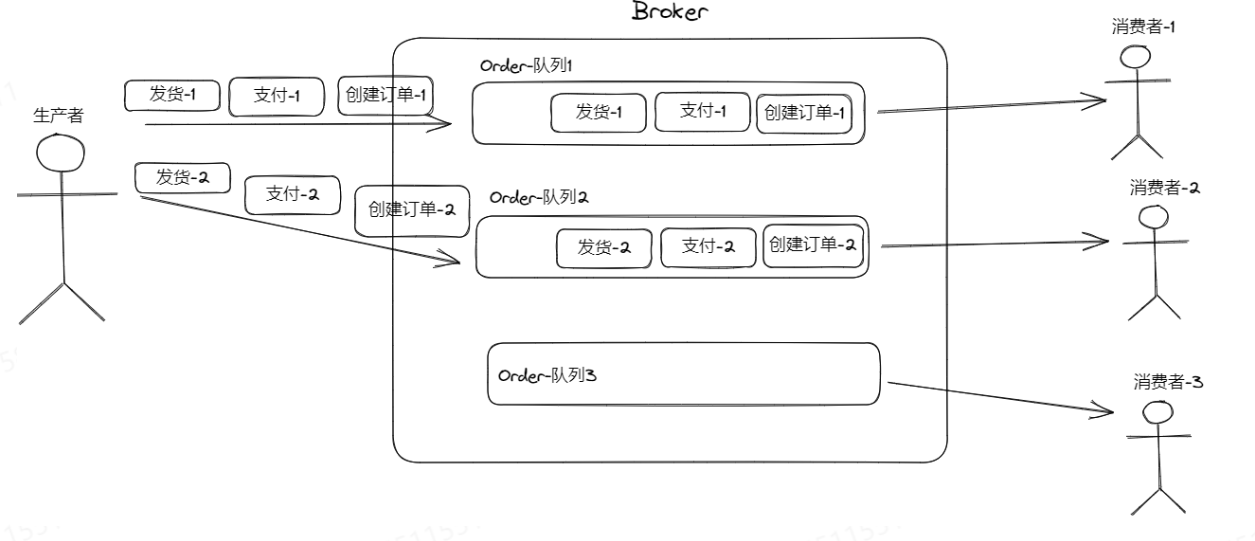 Broker
消费者-1
Order-队列1
发货-1
支付-1
创建订单-1
发货-1
支付-1
创建订单-1
生产者
发货-2
支付-2
创建订单-2
Order-队列2
发货-2
支付-2
创建订单-2
消费者-2
Order-队列3
消费者-3